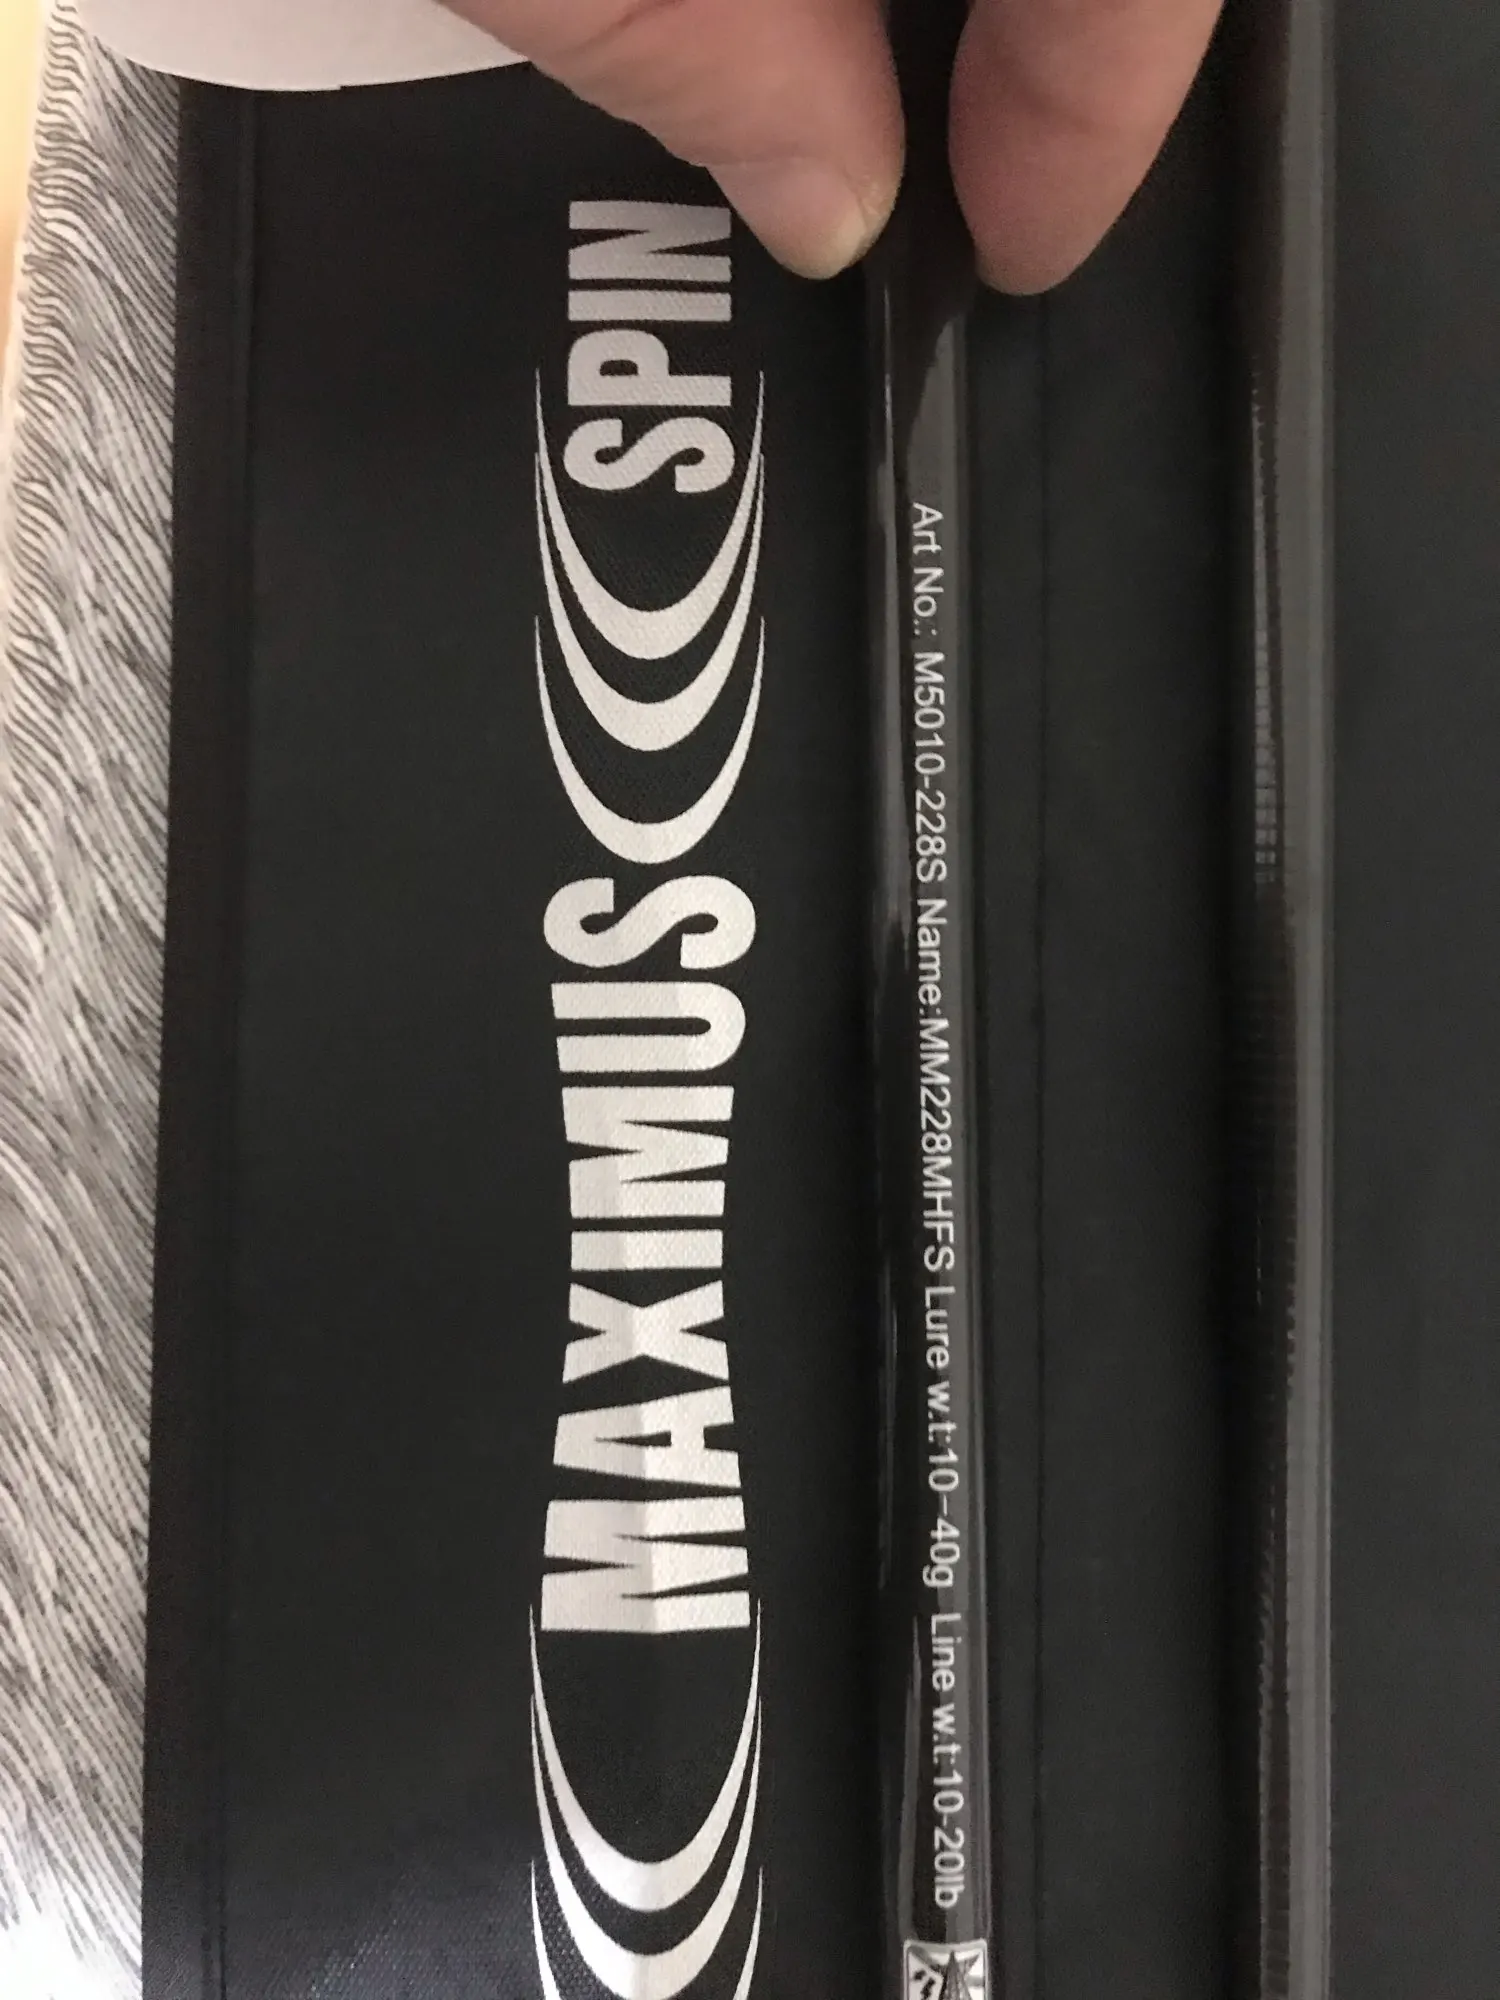 MAXIMUS SPIN
Art No.: M5010-228S Name:MM228MHFS Lure w.t:10-40g Line w.t:10-20lb